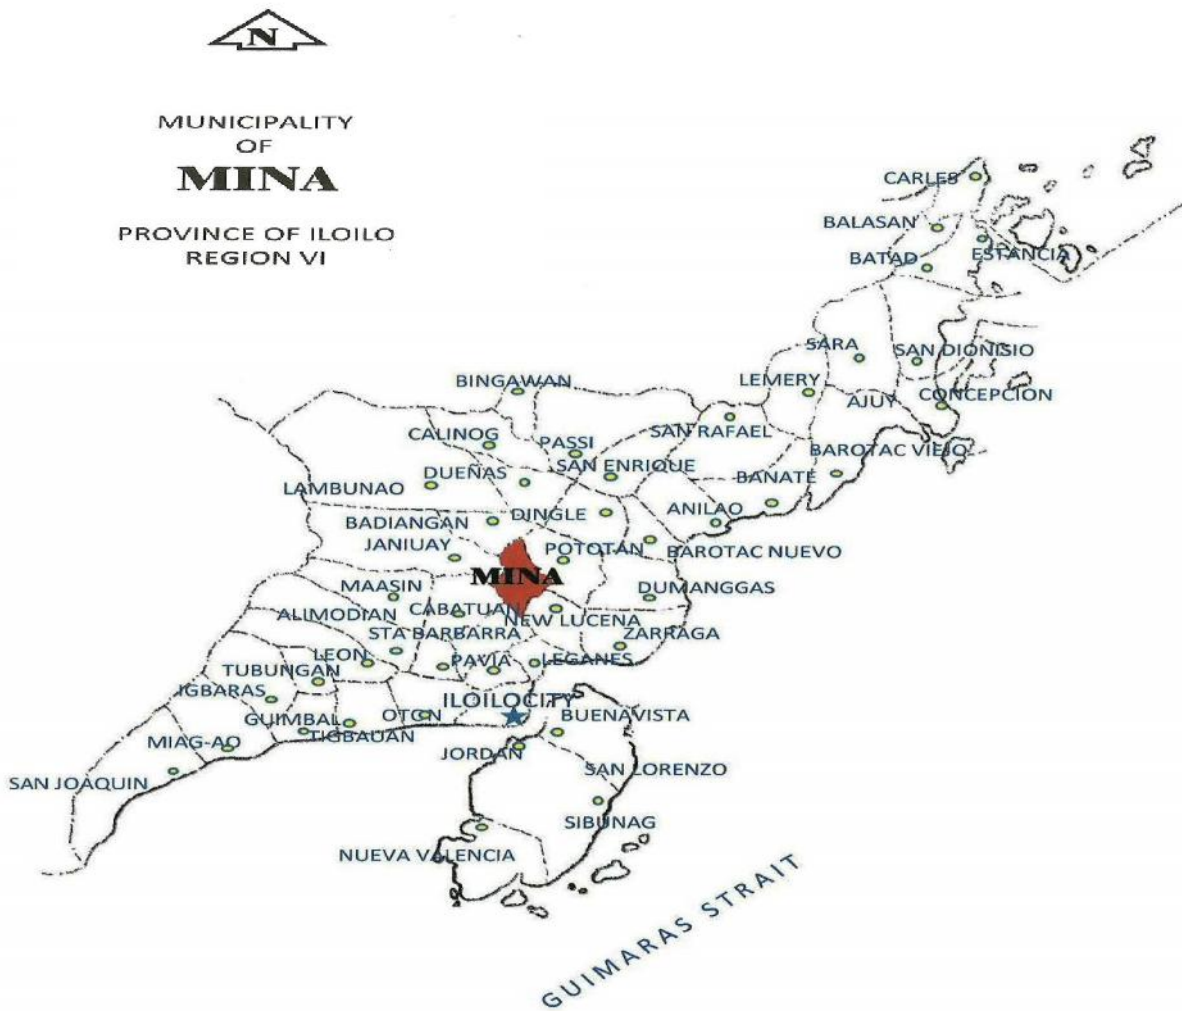 N
MUNICIPALITY
OF
MINA
PROVINCE OF ILOILO
REGION VI
CARLES
BALASAN
ESTANCIA
BATAD
SARA
SAN DIONISIO
LEMERY
AJUY
CONCEPCION
BINGAWAN
SAN RAFAEL
CALINOG
PASSI
BAROTAC VIEJO
DUEÑAS
SAN ENRIQUE
BANATE
LAMBUNAO
ANILAO
BADIANGAN
DINGLE
JANIUAY
POTOTAN
BAROTAC NUEVO
MINA
MAASIN
DUMANGGAS
ALIMODIAN
CABATUAN
NEW LUCENA
STA BARBARRA
ZARRAGA
LEON
PAVIA
LEGANES
TUBUNGAN
IGBARAS
ILOILOCITY
GUIMBAL
OTON
BUENAVISTA
TIGBAUAN
MIAG-AO
JORDAN
SAN JOAQUIN
SAN LORENZO
SIBUNAG
NUEVA VALENCIA
GUIMARAS STRAIT